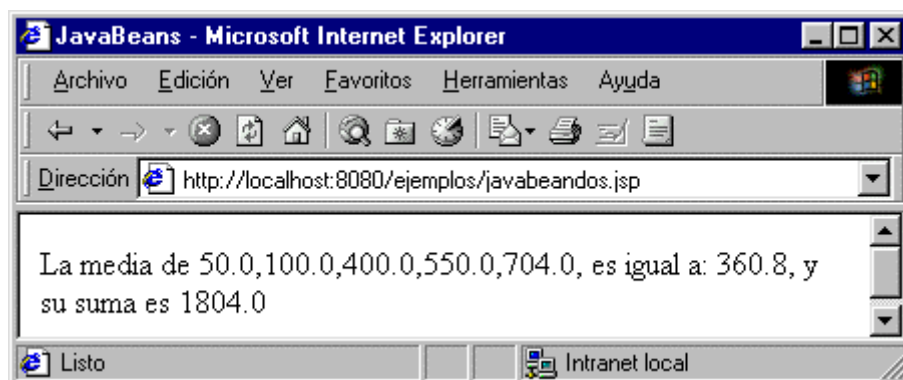 JavaBeans - Microsoft Internet Explorer
Archivo Edición Ver Favoritos Herramientas Ayuda
Dirección http://localhost:8080/ejemplos/javabeandos.jsp
La media de 50.0,100.0,400.0,550.0,704.0, es igual a: 360.8, y
su suma es 1804.0
Listo Intranet local